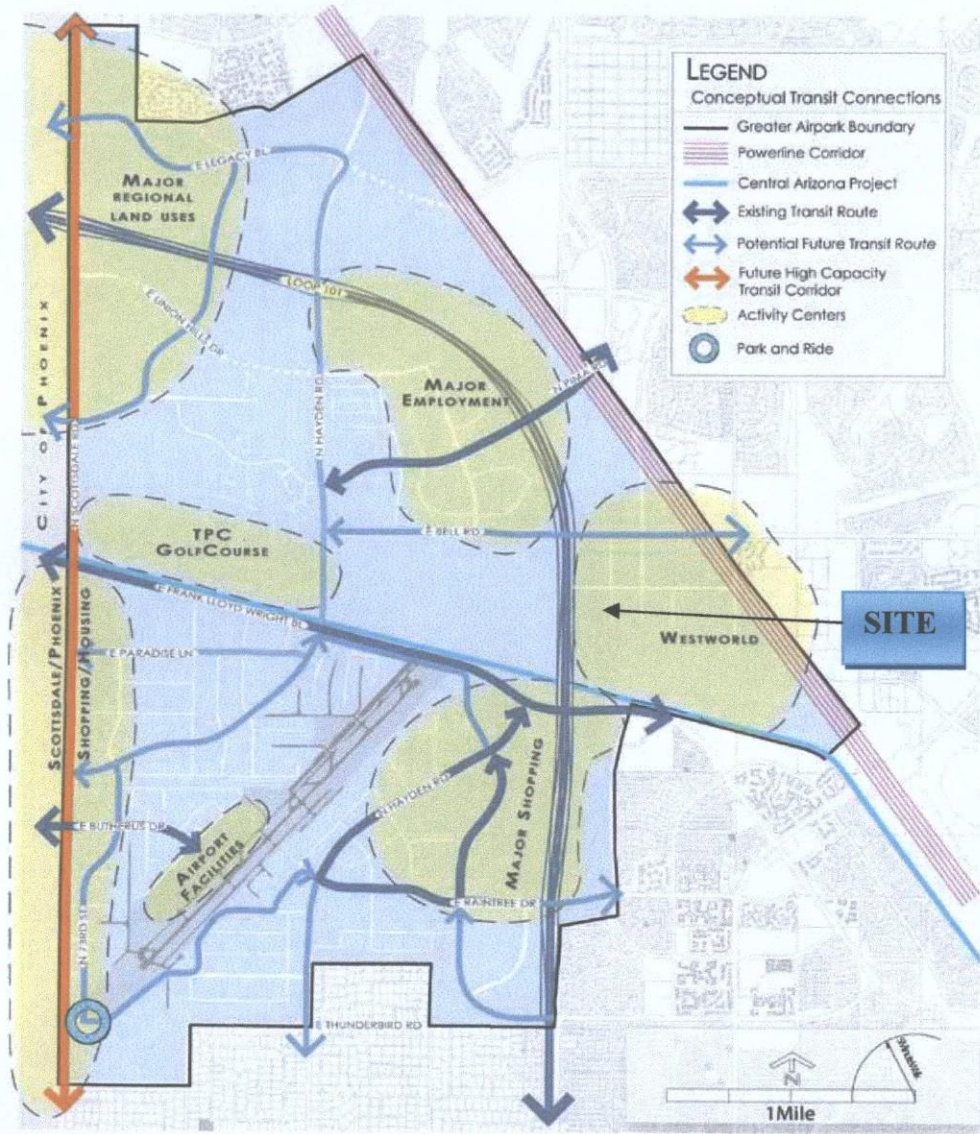 LEGEND
Conceptual Transit Connections
Greater Airpark Boundary
Powerline Corridor
Central Arizona Project
Existing Transit Route
Potential Future Transit Route
Future High Capacity
Transit Corridor
Activity Centers
Park and Ride
E LEGACY BL
MAJOR
REGIONAL
LAND USES
LOOP 101
E UNION HILLS DR
CITY OF PHOENIX
N SCOTTSDALE RD
N HAYDEN RD
MAJOR
EMPLOYMENT
N PIMA RD
TPC
GOLFCOURSE
E BELL RD
E FRANK LLOYD WRIGHT BL
SITE
WESTWORLD
E PARADISE LN
SCOTTSDALE/PHOENIX
SHOPPING/HOUSING
N HAYDEN RD
MAJOR SHOPPING
E BUTHERUS DR
AIRPORT
FACILITIES
E RAINTREE DR
N 73RD ST
E THUNDERBIRD RD
N
1Mile